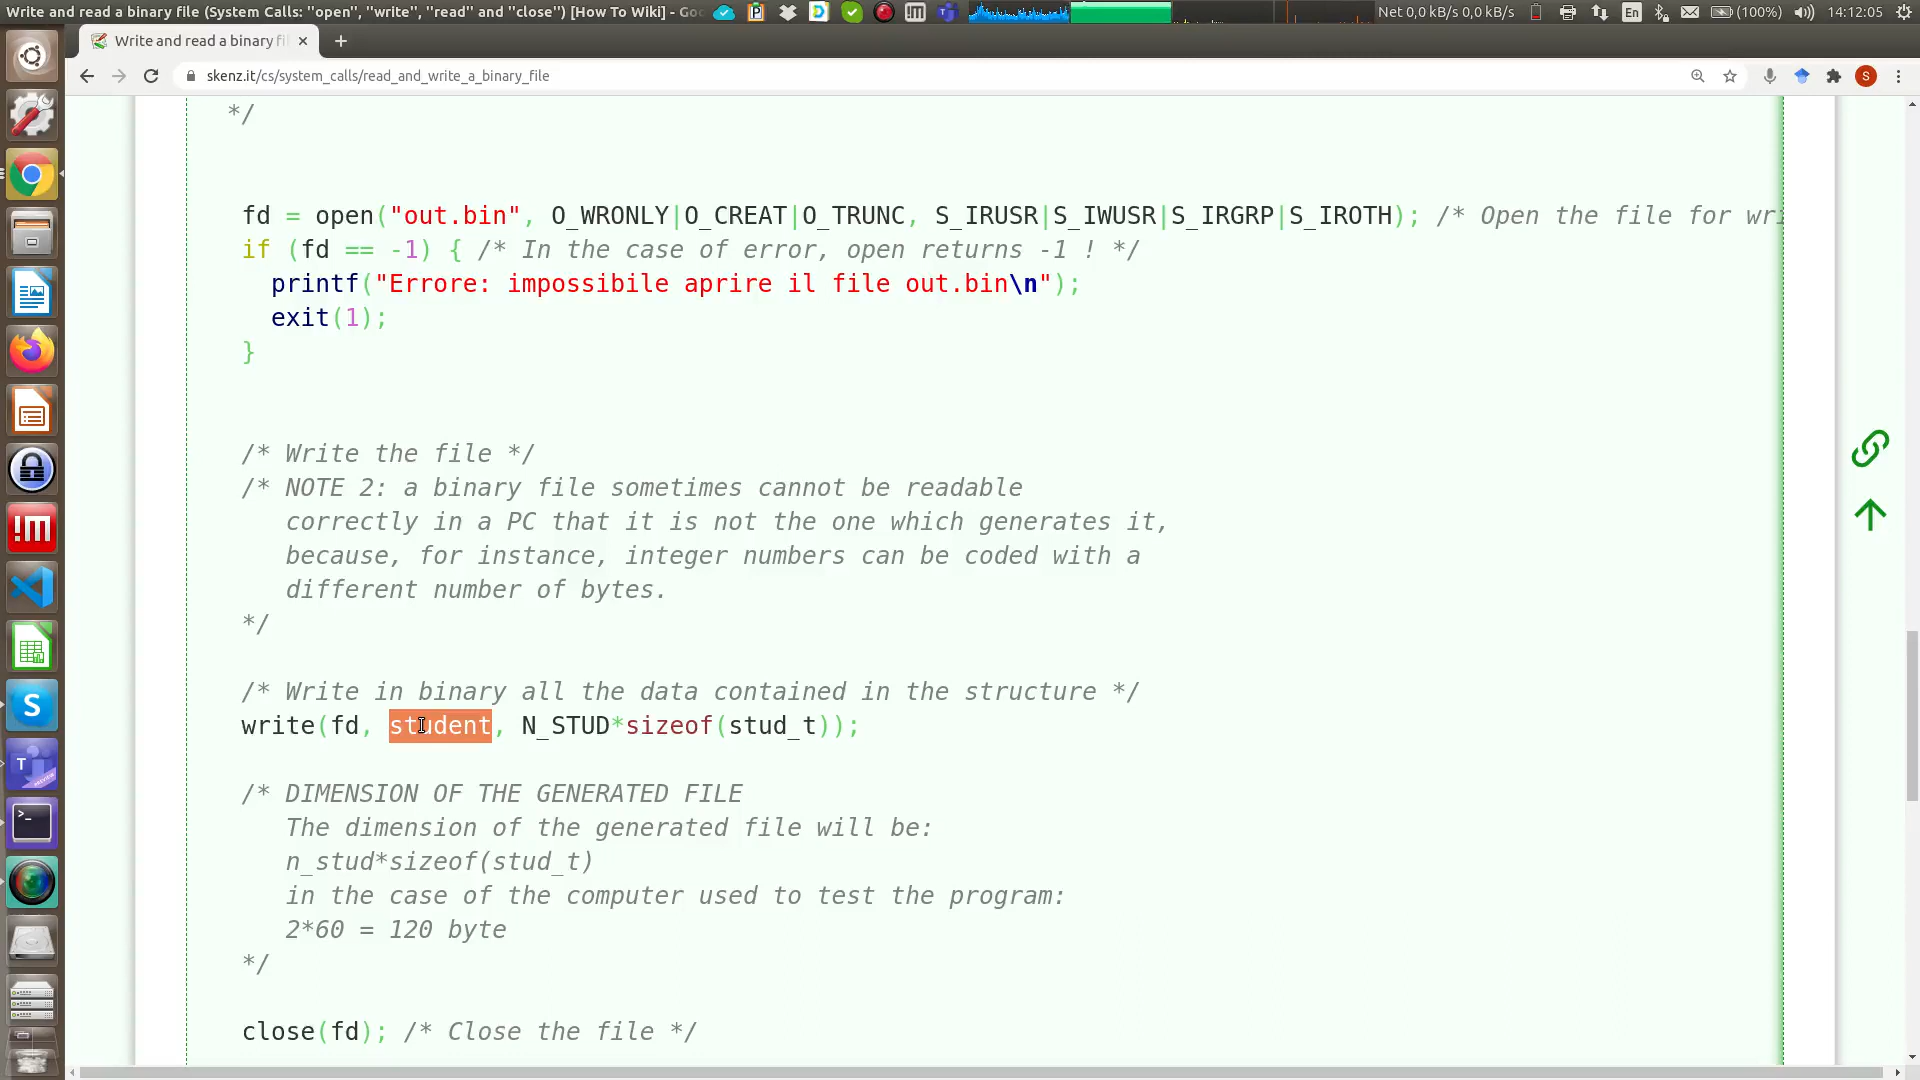 Write and read a binary file (System Calls: "open", "write", "read" and "close") [How To Wiki] - Goo
Net 0,0 kB/s 0,0 kB/s
En
(100%)
14:12:05
Write and read a binary fi
skenz.it/cs/system_calls/read_and_write_a_binary_file
S
*/
fd = open("out.bin", O_WRONLY|O_CREAT|O_TRUNC, S_IRUSR|S_IWUSR|S_IRGRP|S_IROTH); /* Open the file for wri
if (fd == -1) { /* In the case of error, open returns -1 ! */
printf("Errore: impossibile aprire il file out.bin\n");
exit(1);
}
/* Write the file */
/* NOTE 2: a binary file sometimes cannot be readable
correctly in a PC that it is not the one which generates it,
because, for instance, integer numbers can be coded with a
different number of bytes.
*/
/* Write in binary all the data contained in the structure */
write(fd, student, N_STUD*sizeof(stud_t));
/* DIMENSION OF THE GENERATED FILE
The dimension of the generated file will be:
n_stud*sizeof(stud_t)
in the case of the computer used to test the program:
2*60 = 120 byte
*/
close(fd); /* Close the file */